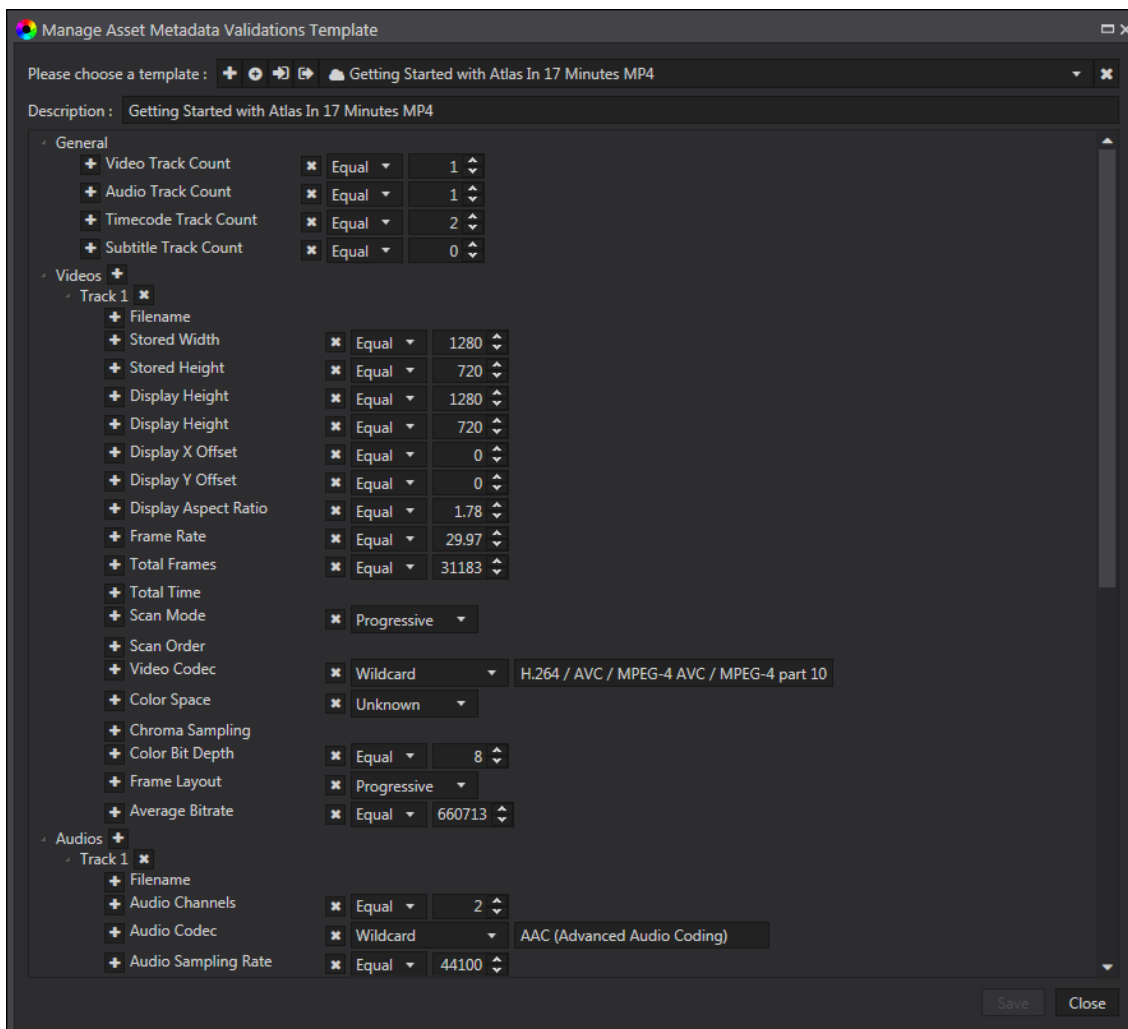 Manage Asset Metadata Validations Template
Please choose a template : Getting Started with Atlas In 17 Minutes MP4
Description : Getting Started with Atlas In 17 Minutes MP4
General
Video Track Count Equal 1
Audio Track Count Equal 1
Timecode Track Count Equal 2
Subtitle Track Count Equal 0
Videos
Track 1
Filename
Stored Width Equal 1280
Stored Height Equal 720
Display Height Equal 1280
Display Height Equal 720
Display X Offset Equal 0
Display Y Offset Equal 0
Display Aspect Ratio Equal 1.78
Frame Rate Equal 29.97
Total Frames Equal 31183
Total Time
Scan Mode Progressive
Scan Order
Video Codec Wildcard H.264 / AVC / MPEG-4 AVC / MPEG-4 part 10
Color Space Unknown
Chroma Sampling
Color Bit Depth Equal 8
Frame Layout Progressive
Average Bitrate Equal 660713
Audios
Track 1
Filename
Audio Channels Equal 2
Audio Codec Wildcard AAC (Advanced Audio Coding)
Audio Sampling Rate Equal 44100
Save Close